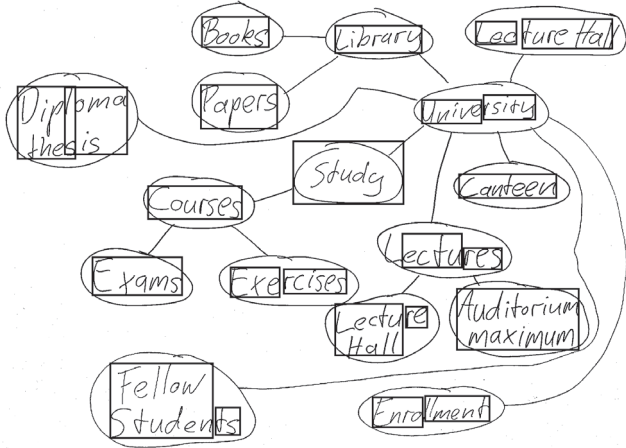 Books
Library
Lecture Hall
Diploma
thesis
Papers
University
Study
Canteen
Courses
Lectures
Exams
Exercises
Lecture
Hall
Auditorium
maximum
Fellow
Students
Enrollment